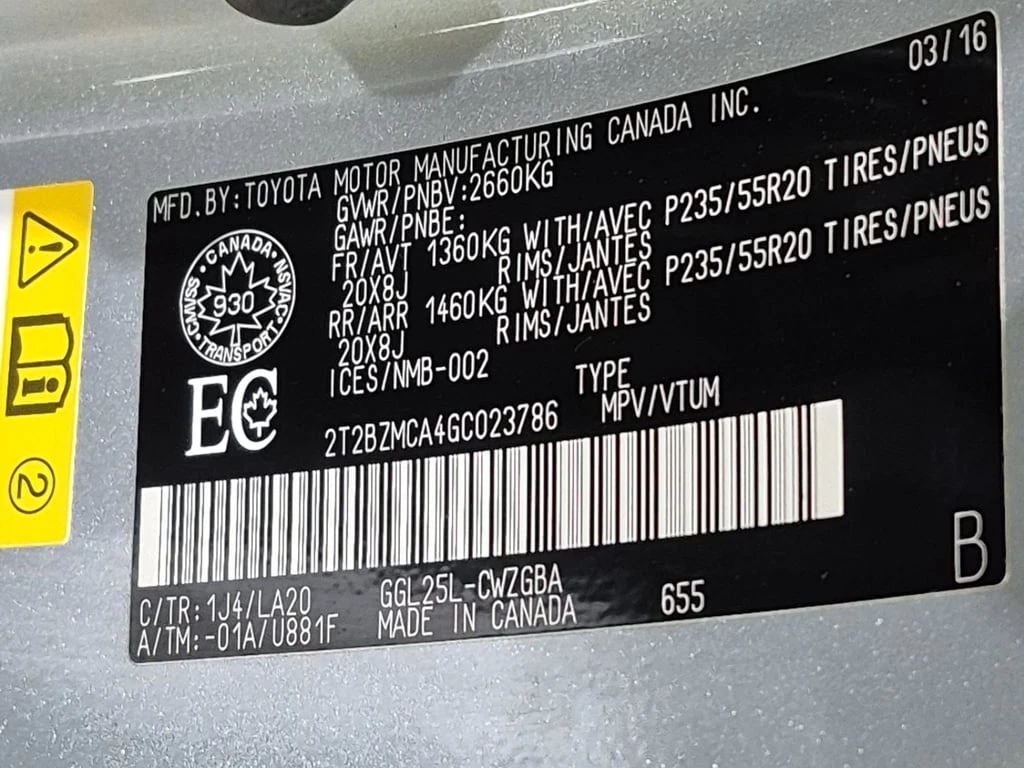 03/16
MFD.BY:TOYOTA MOTOR MANUFACTURING CANADA INC.
GVWR/PNBV:2660KG
GAWR/PNBE:
FR/AVT 1360KG WITH/AVEC P235/55R20 TIRES/PNEUS
20X8J RIMS/JANTES
RR/ARR 1460KG WITH/AVEC P235/55R20 TIRES/PNEUS
20X8J RIMS/JANTES
ICES/NMB-002
·CANADA·NSVAC·TRANSPORT·CMVSS
930
EC
TYPE
2T2BZMCA4GC023786 MPV/VTUM
B
C/TR:1J4/LA20 GGL25L-CWZGBA 655
A/TM:-01A/U881F MADE IN CANADA
i
2